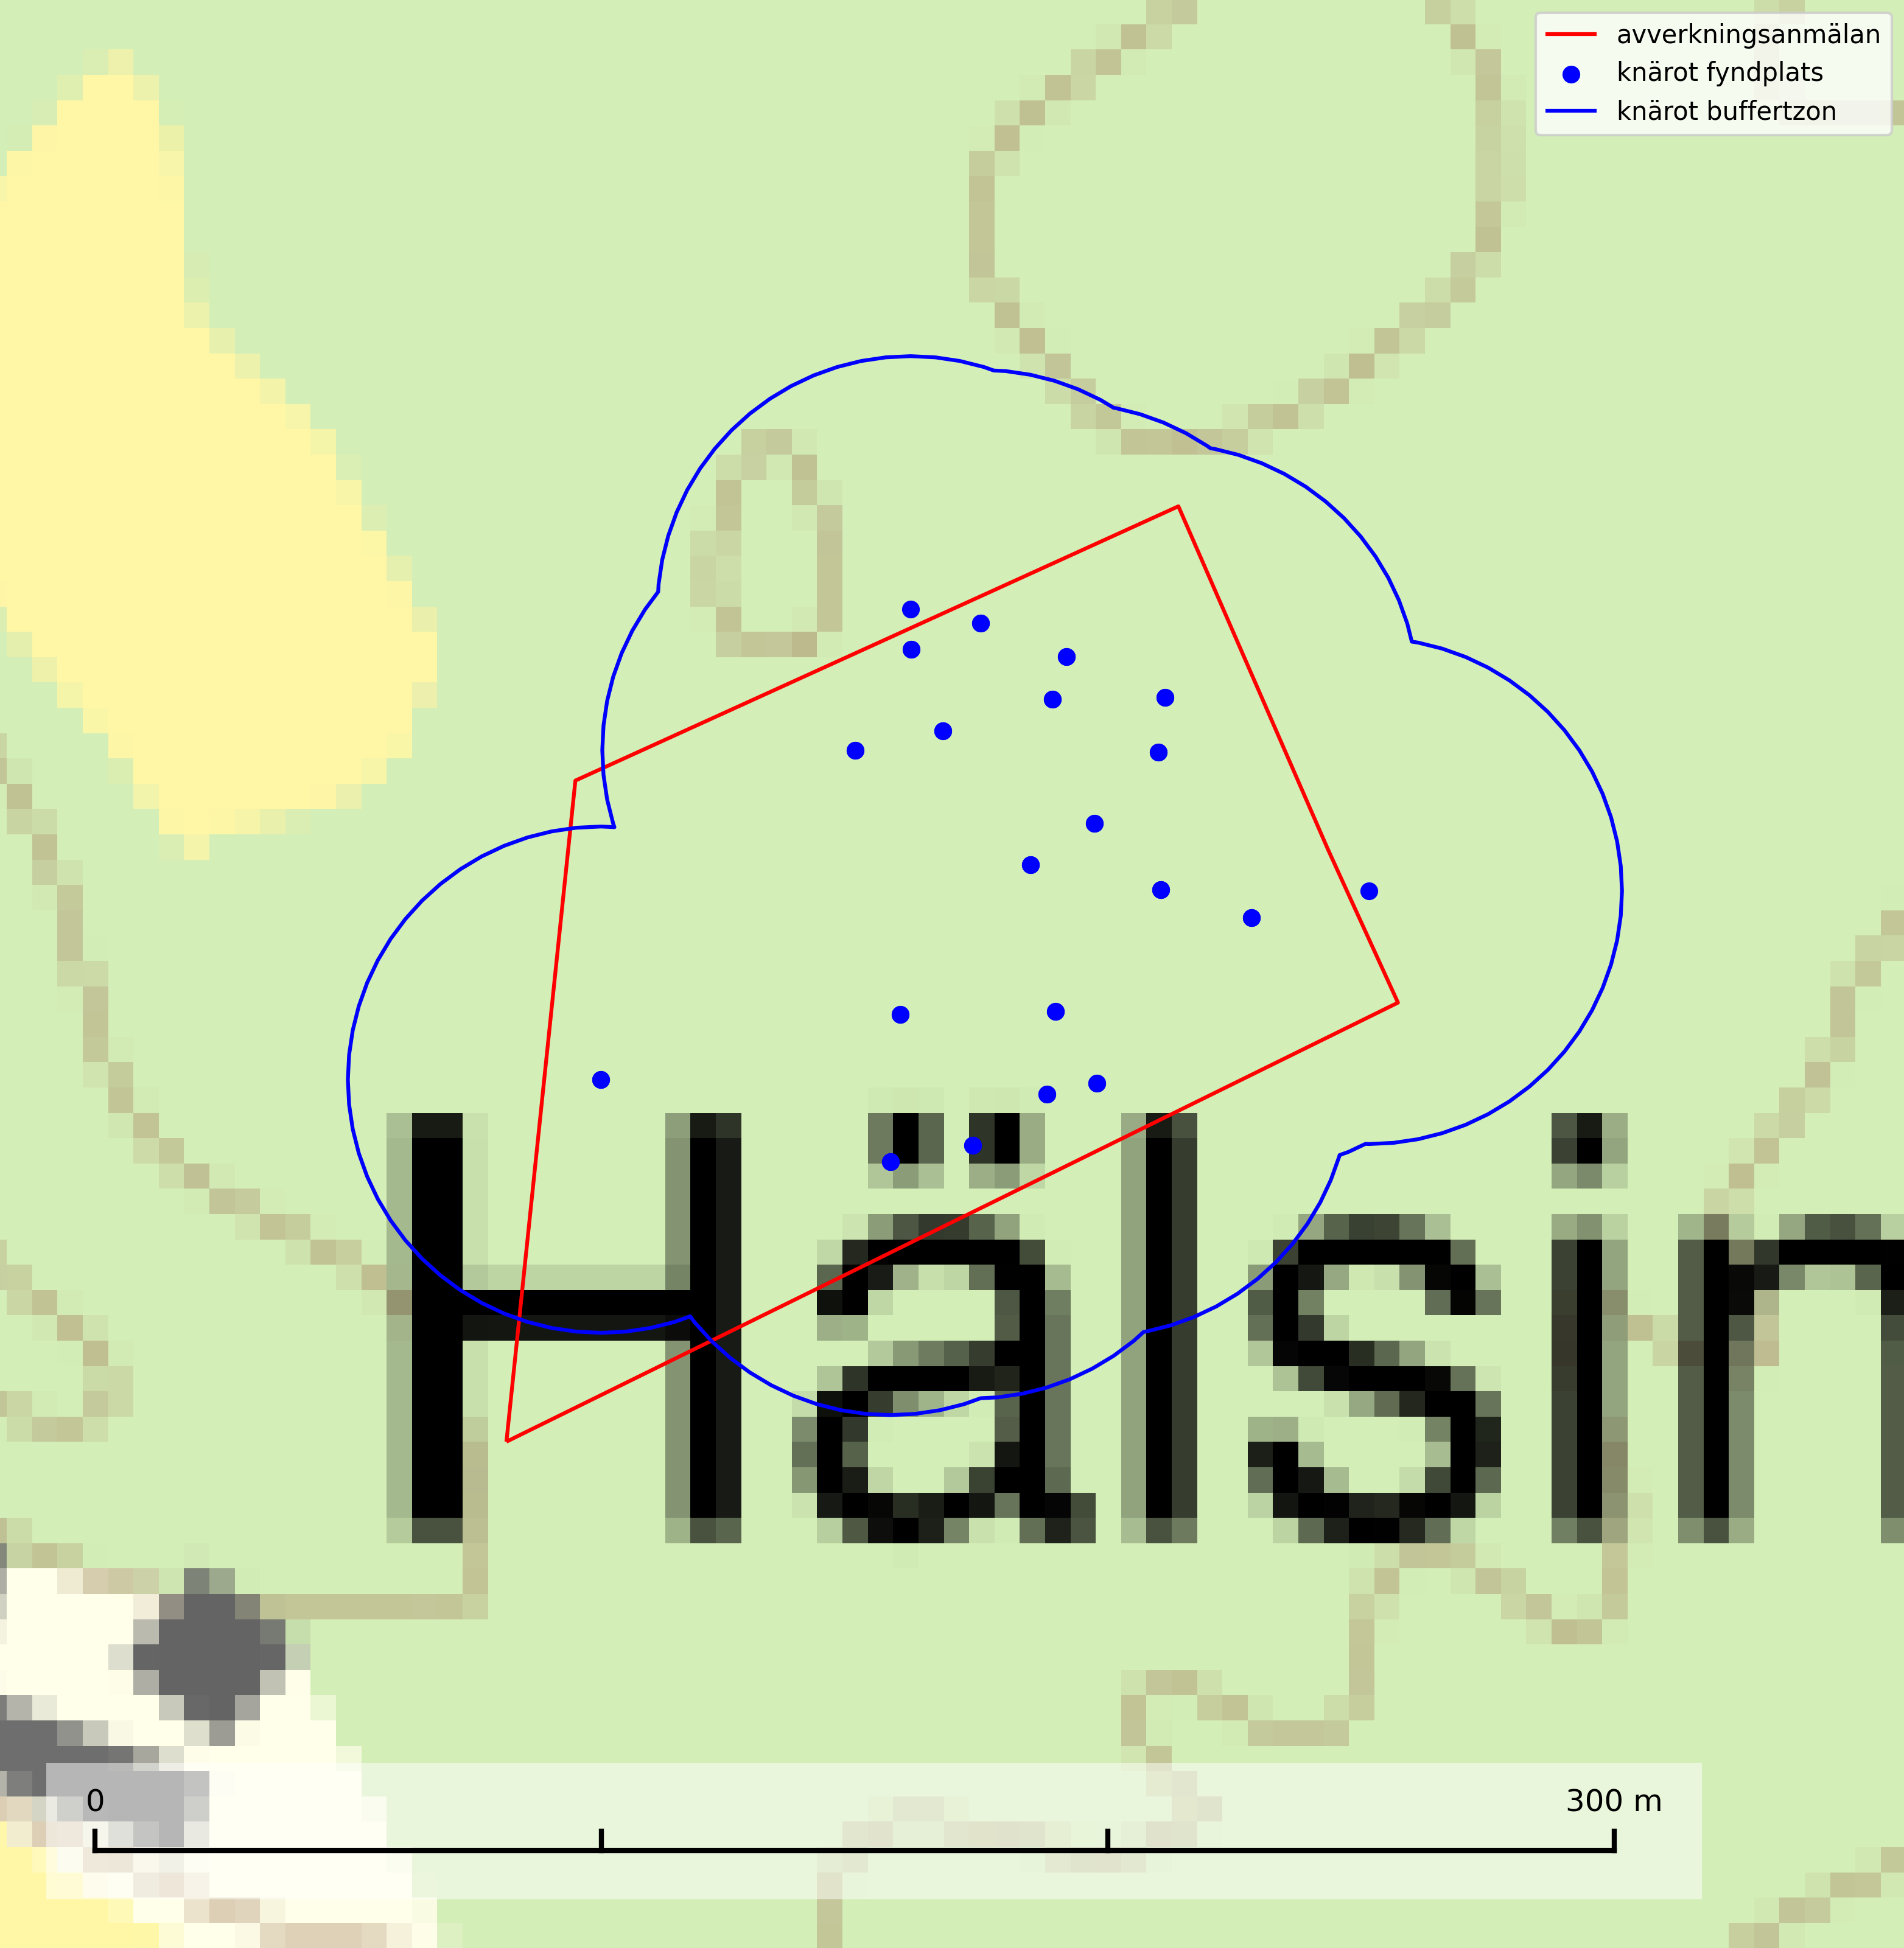 avverkningsanmälan
knärot fyndplats
knärot buffertzon
Hälsin
0 300 m